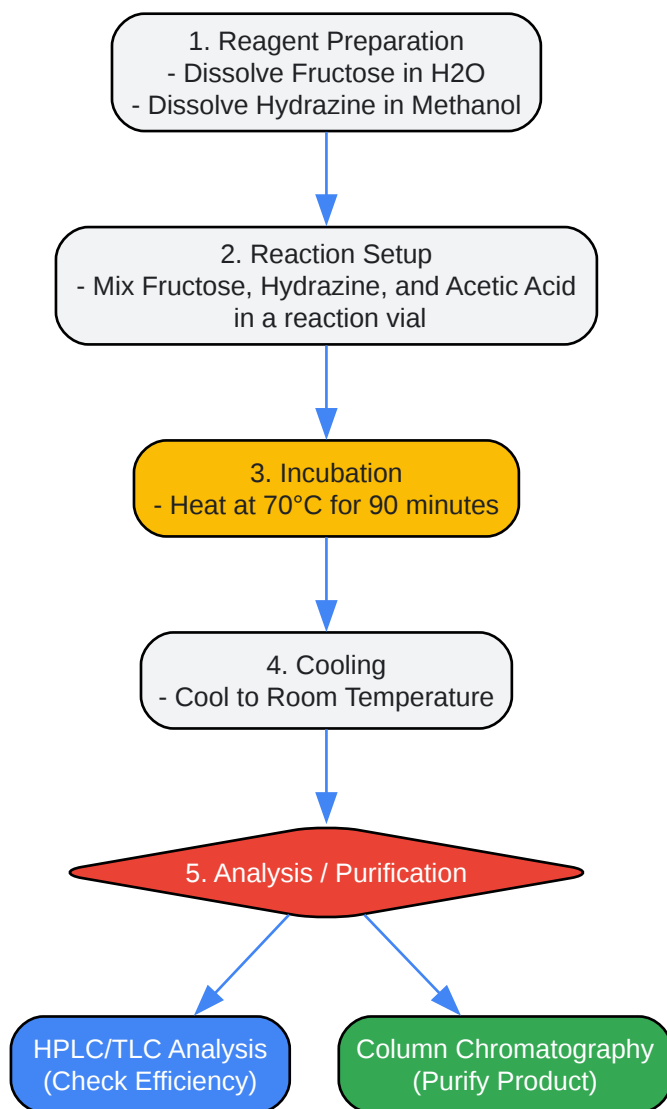 1. Reagent Preparation
- Dissolve Fructose in H2O
- Dissolve Hydrazine in Methanol
2. Reaction Setup
- Mix Fructose, Hydrazine, and Acetic Acid
in a reaction vial
3. Incubation
- Heat at 70°C for 90 minutes
4. Cooling
- Cool to Room Temperature
5. Analysis / Purification
HPLC/TLC Analysis
(Check Efficiency)
Column Chromatography
(Purify Product)